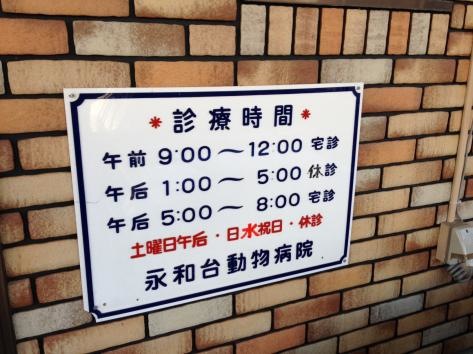 ＊診療時間＊
午前 9:00〜12:00 宅診
午后 1:00〜 5:00 休診
午后 5:00〜 8:00 宅診
土曜日午后・日水祝日・休診
永和台動物病院